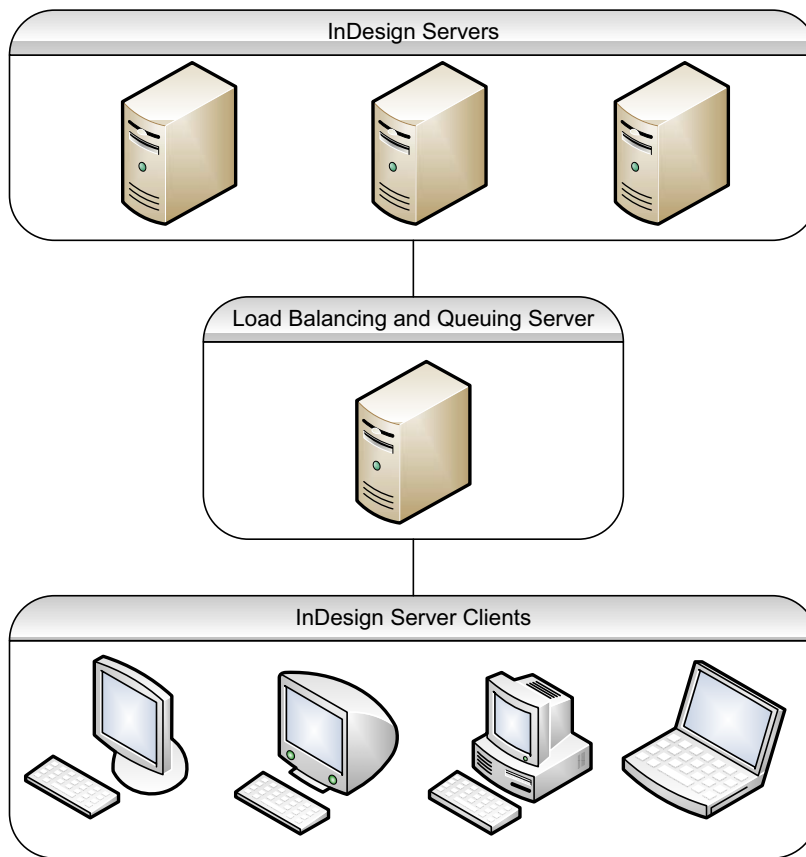 InDesign Servers
Load Balancing and Queuing Server
InDesign Server Clients